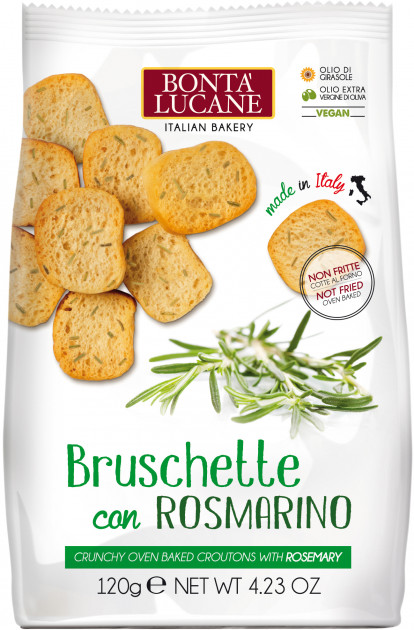 BONTA'
LUCANE
ITALIAN BAKERY
OLIO DI
GIRASOLE
OLIO EXTRA
VERGINE DI OLIVA
VEGAN
made in Italy
NON FRITTE
COTTE AL FORNO
NOT FRIED
OVEN BAKED
Bruschette
con ROSMARINO
CRUNCHY OVEN BAKED CROUTONS WITH ROSEMARY
120g ℮ NET WT 4.23 OZ